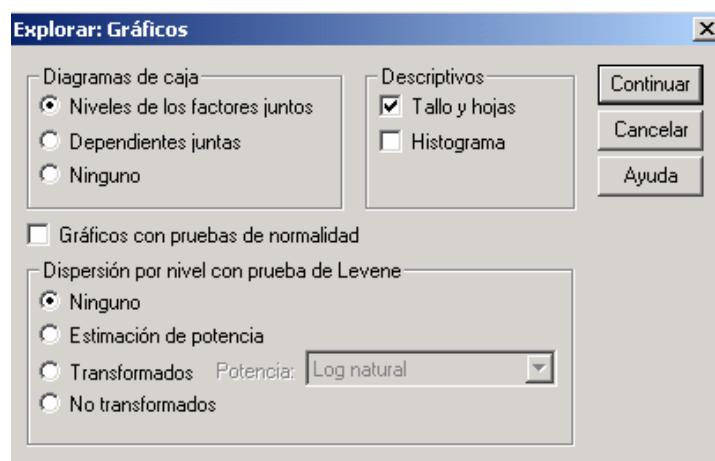 Explorar: Gráficos
Diagramas de caja
Niveles de los factores juntos
Dependientes juntas
Ninguno
Descriptivos
Tallo y hojas
Histograma
Continuar
Cancelar
Ayuda
Gráficos con pruebas de normalidad
Dispersión por nivel con prueba de Levene
Ninguno
Estimación de potencia
Transformados Potencia: Log natural
No transformados